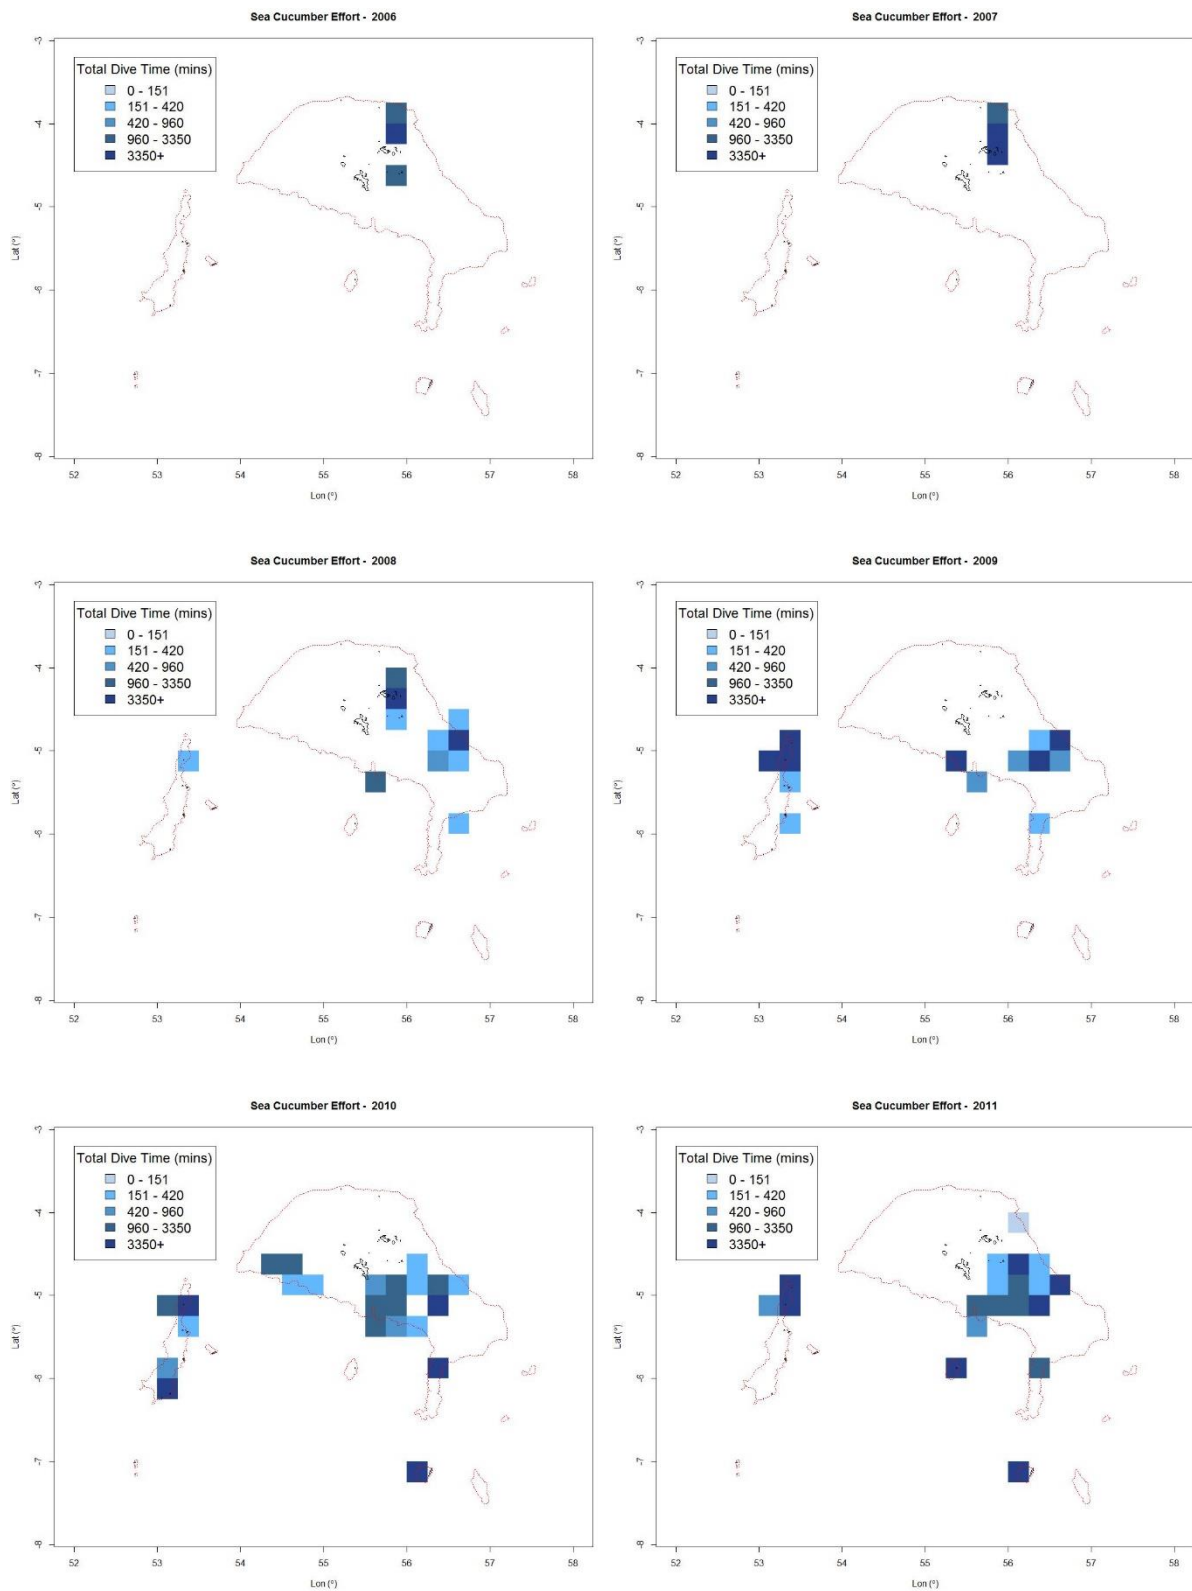 Sea Cucumber Effort - 2006
Total Dive Time (mins)
0 - 151
151 - 420
420 - 960
960 - 3350
3350+
Lat (º)
-3
-4
-5
-6
-7
-8
52
53
54
55
56
57
58
Lon (º)
Sea Cucumber Effort - 2007
Total Dive Time (mins)
0 - 151
151 - 420
420 - 960
960 - 3350
3350+
Lat (º)
-3
-4
-5
-6
-7
-8
52
53
54
55
56
57
58
Lon (º)
Sea Cucumber Effort - 2008
Total Dive Time (mins)
0 - 151
151 - 420
420 - 960
960 - 3350
3350+
Lat (º)
-3
-4
-5
-6
-7
-8
52
53
54
55
56
57
58
Lon (º)
Sea Cucumber Effort - 2009
Total Dive Time (mins)
0 - 151
151 - 420
420 - 960
960 - 3350
3350+
Lat (º)
-3
-4
-5
-6
-7
-8
52
53
54
55
56
57
58
Lon (º)
Sea Cucumber Effort - 2010
Total Dive Time (mins)
0 - 151
151 - 420
420 - 960
960 - 3350
3350+
Lat (º)
-3
-4
-5
-6
-7
-8
52
53
54
55
56
57
58
Lon (º)
Sea Cucumber Effort - 2011
Total Dive Time (mins)
0 - 151
151 - 420
420 - 960
960 - 3350
3350+
Lat (º)
-3
-4
-5
-6
-7
-8
52
53
54
55
56
57
58
Lon (º)